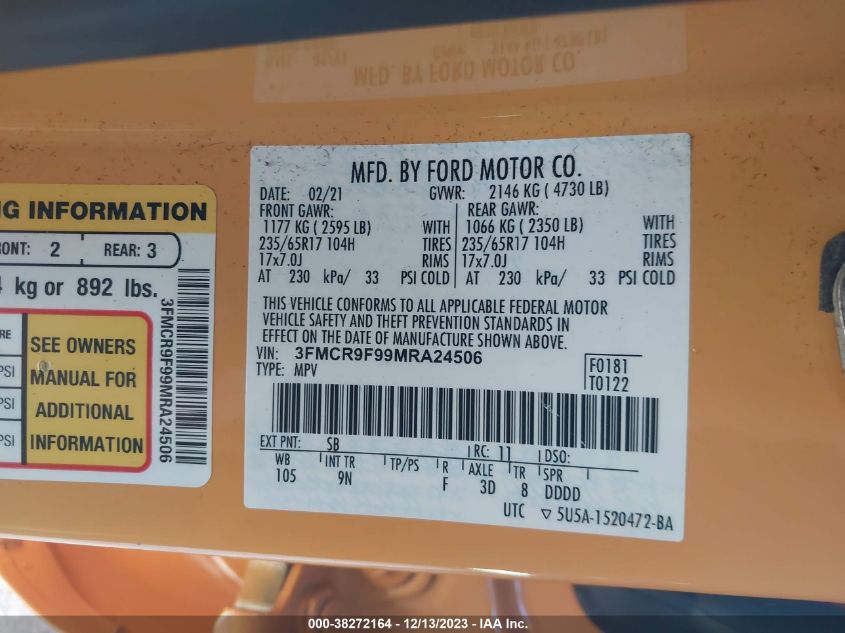 MFD. BY FORD MOTOR CO.
MFD. BY FORD MOTOR CO.
DATE: 02/21 GVWR: 2146 KG ( 4730 LB)
FRONT GAWR: REAR GAWR:
1177 KG ( 2595 LB) WITH 1066 KG ( 2350 LB) WITH
235/65R17 104H TIRES 235/65R17 104H TIRES
17x7.0J RIMS 17x7.0J RIMS
AT 230 kPa/ 33 PSI COLD AT 230 kPa/ 33 PSI COLD
THIS VEHICLE CONFORMS TO ALL APPLICABLE FEDERAL MOTOR
VEHICLE SAFETY AND THEFT PREVENTION STANDARDS IN
EFFECT ON THE DATE OF MANUFACTURE SHOWN ABOVE.
VIN: 3FMCR9F99MRA24506
TYPE: MPV
F0181
T0122
EXT PNT: SB RC: 11 DSO:
WB INT TR TP/PS R AXLE TR SPR
105 9N F 3D 8 DDDD
UTC ▽ 5U5A-1520472-BA
NG INFORMATION
RONT: 2 REAR: 3
kg or 892 lbs.
RE
PSI
PSI
PSI
SEE OWNERS
MANUAL FOR
ADDITIONAL
INFORMATION
3FMCR9F99MRA24506
000-38272164 - 12/13/2023 - IAA Inc.